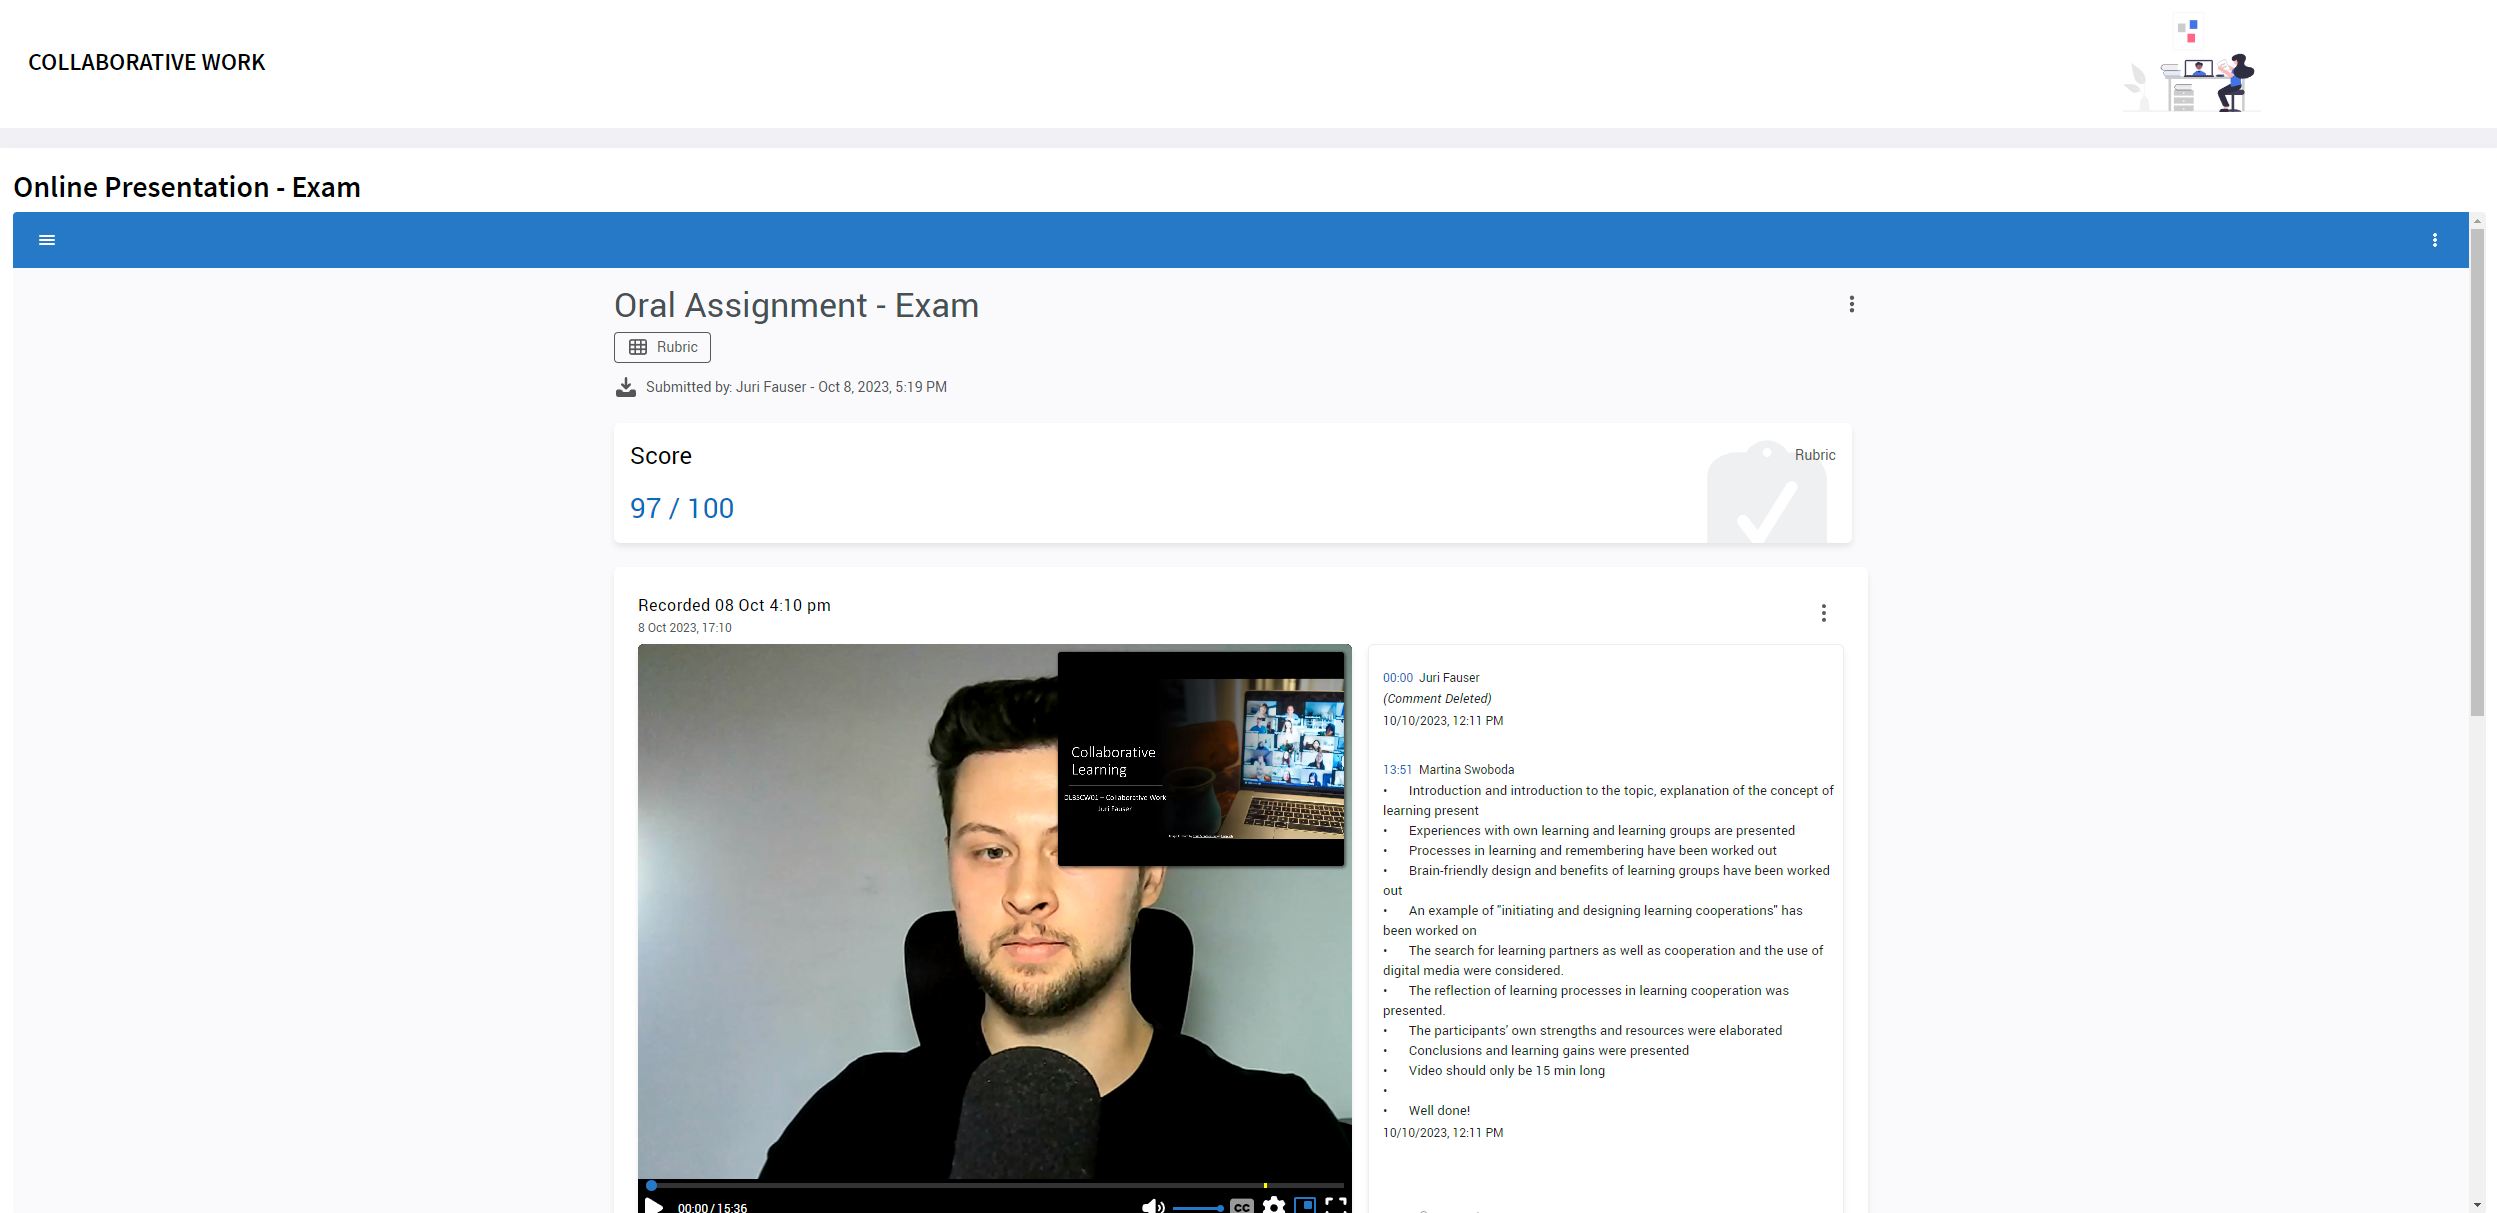 COLLABORATIVE WORK
Online Presentation - Exam
Oral Assignment - Exam
Rubric
Submitted by: Juri Fauser - Oct 8, 2023, 5:19 PM
Score
Rubric
97 / 100
Recorded 08 Oct 4:10 pm
8 Oct 2023, 17:10
Collaborative
Learning
DLBSCW01 – Collaborative Work
Juri Fauser
00:00 / 15:36
CC
00:00 Juri Fauser
(Comment Deleted)
10/10/2023, 12:11 PM
13:51 Martina Swoboda
• Introduction and introduction to the topic, explanation of the concept of
learning present
• Experiences with own learning and learning groups are presented
• Processes in learning and remembering have been worked out
• Brain-friendly design and benefits of learning groups have been worked
out
• An example of "initiating and designing learning cooperations" has
been worked on
• The search for learning partners as well as cooperation and the use of
digital media were considered.
• The reflection of learning processes in learning cooperation was
presented.
• The participants' own strengths and resources were elaborated
• Conclusions and learning gains were presented
• Video should only be 15 min long
•
• Well done!
10/10/2023, 12:11 PM